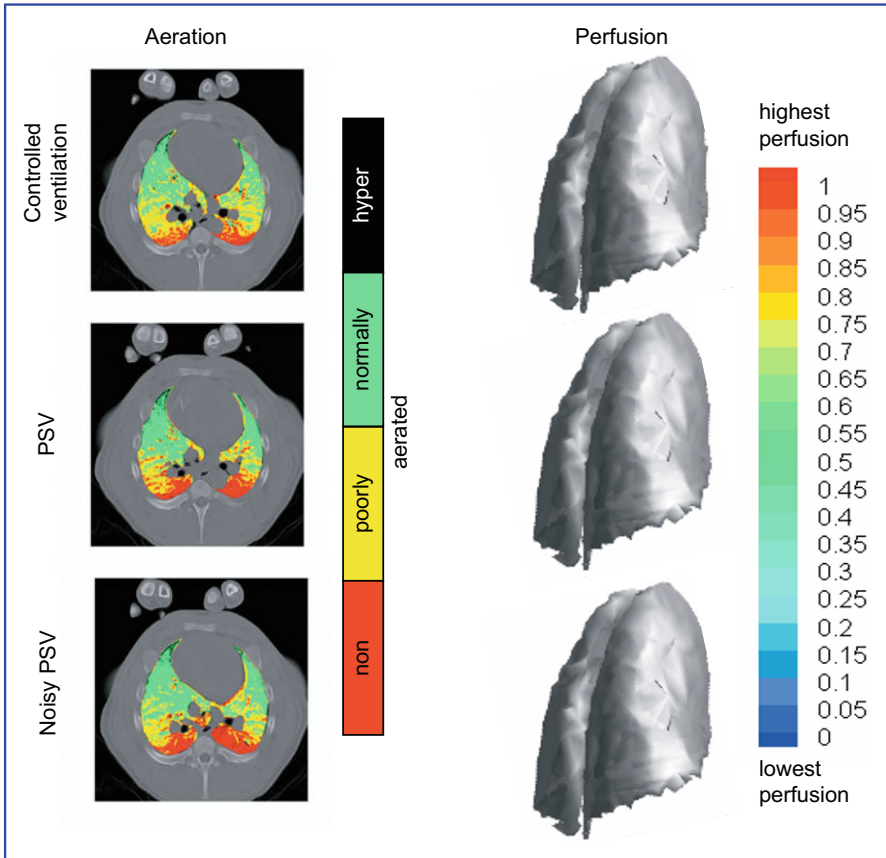 Aeration
Perfusion
Controlled
ventilation
PSV
Noisy PSV
hyper
normally
poorly
non
aerated
highest
perfusion
1
0.95
0.9
0.85
0.8
0.75
0.7
0.65
0.6
0.55
0.5
0.45
0.4
0.35
0.3
0.25
0.2
0.15
0.1
0.05
0
lowest
perfusion